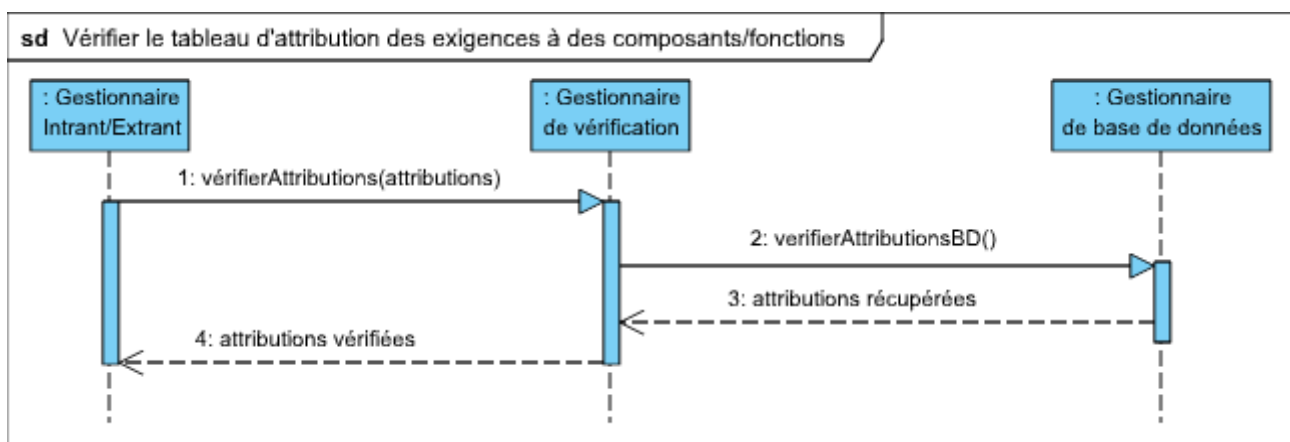 sd Vérifier le tableau d'attribution des exigences à des composants/fonctions
: Gestionnaire
Intrant/Extrant
: Gestionnaire
de vérification
: Gestionnaire
de base de données
1: vérifierAttributions(attributions)
2: verifierAttributionsBD()
3: attributions récupérées
4: attributions vérifiées